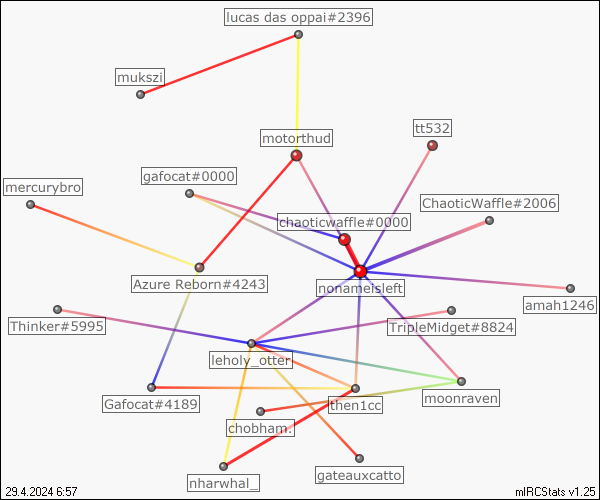 lucas das oppai#2396
mukszi
tt532
motorthud
gafocat#0000
mercurybro
ChaoticWaffle#2006
chaoticwaffle#0000
Azure Reborn#4243
nonameisleft
amah1246
Thinker#5995
TripleMidget#8824
leholy_otter
Gafocat#4189
then1cc
moonraven
chobham.
nharwhal_
gateauxcatto
29.4.2024 6:57
mIRCStats v1.25